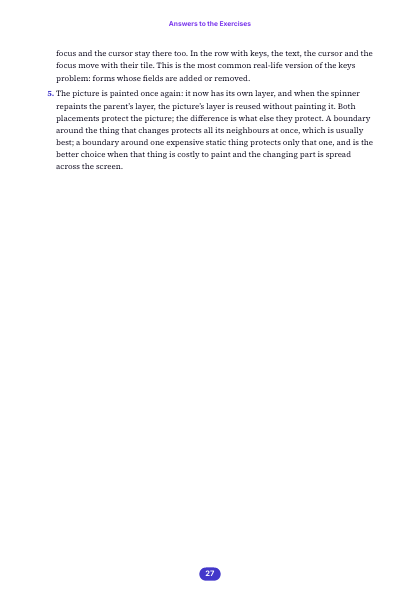 Answers to the Exercises
focus and the cursor stay there too. In the row with keys, the text, the cursor and the
focus move with their tile. This is the most common real-life version of the keys
problem: forms whose fields are added or removed.
5. The picture is painted once again: it now has its own layer, and when the spinner
repaints the parent's layer, the picture's layer is reused without painting it. Both
placements protect the picture; the difference is what else they protect. A boundary
around the thing that changes protects all its neighbours at once, which is usually
best; a boundary around one expensive static thing protects only that one, and is the
better choice when that thing is costly to paint and the changing part is spread
across the screen.
27